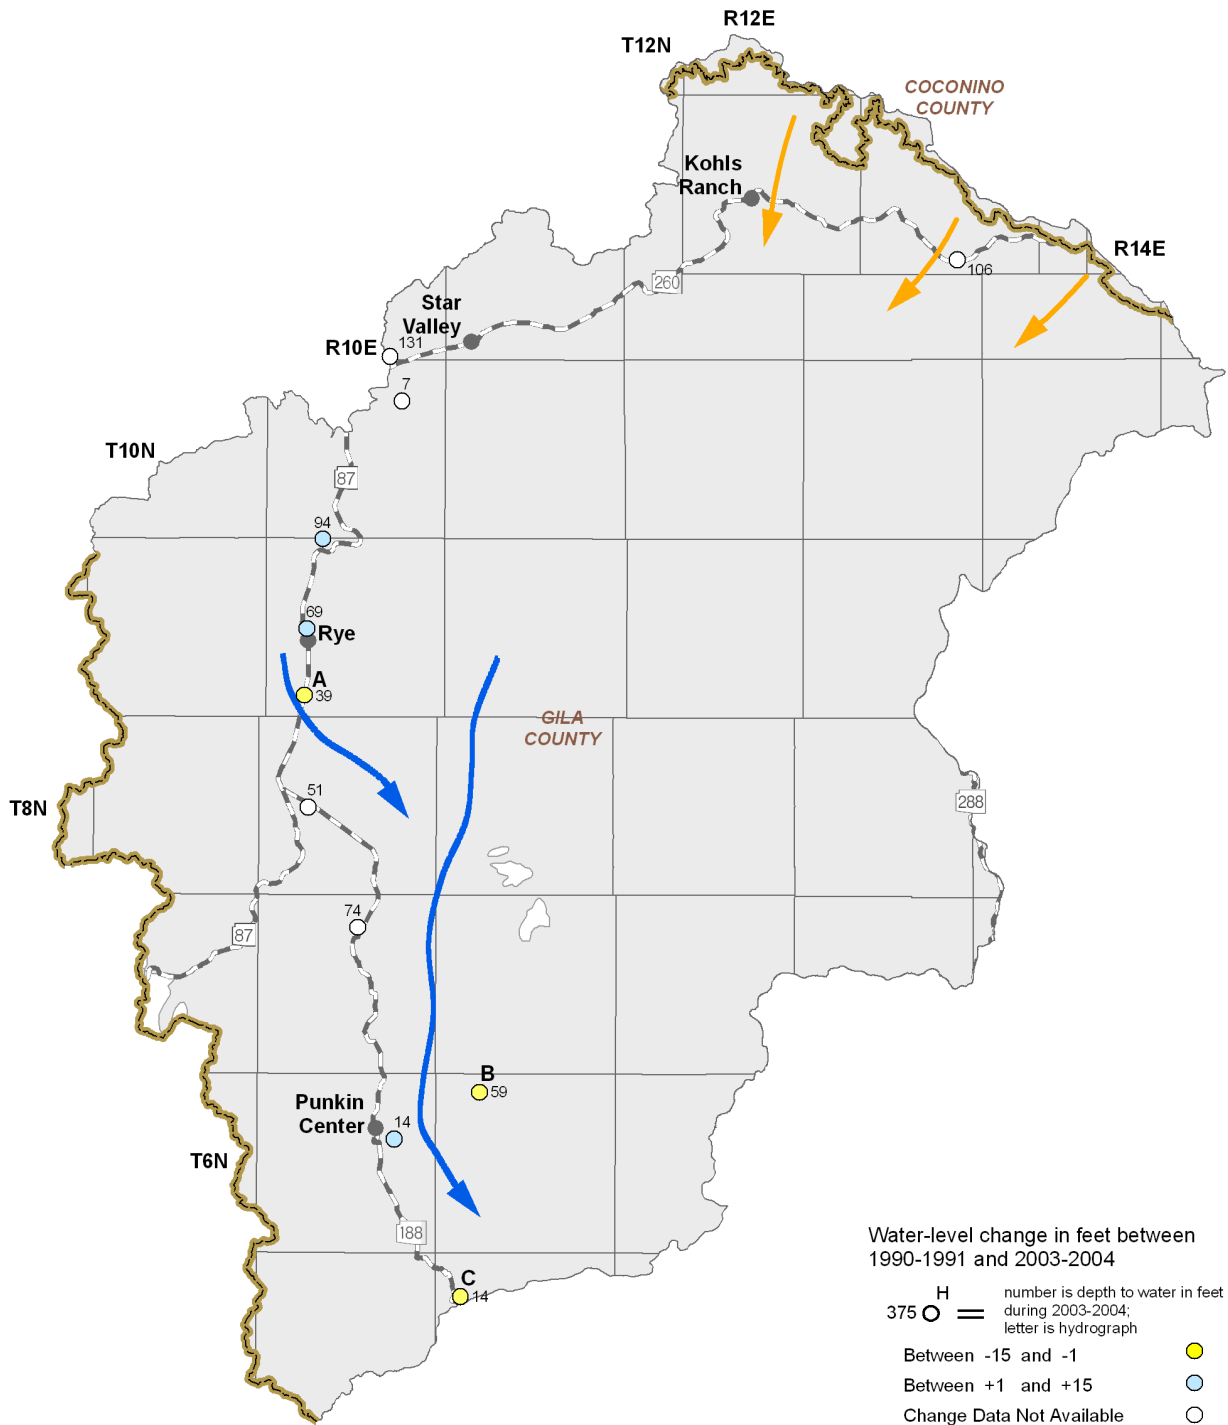 R12E
T12N
COCONINO
COUNTY
Kohls
Ranch
R14E
106
260
Star
Valley
R10E
131
7
T10N
87
94
69
Rye
A
39
GILA
COUNTY
T8N
51
288
74
87
B
59
Punkin
Center
14
T6N
188
C
14
Water-level change in feet between
1990-1991 and 2003-2004
375 H number is depth to water in feet
during 2003-2004;
letter is hydrograph
Between -15 and -1
Between +1 and +15
Change Data Not Available